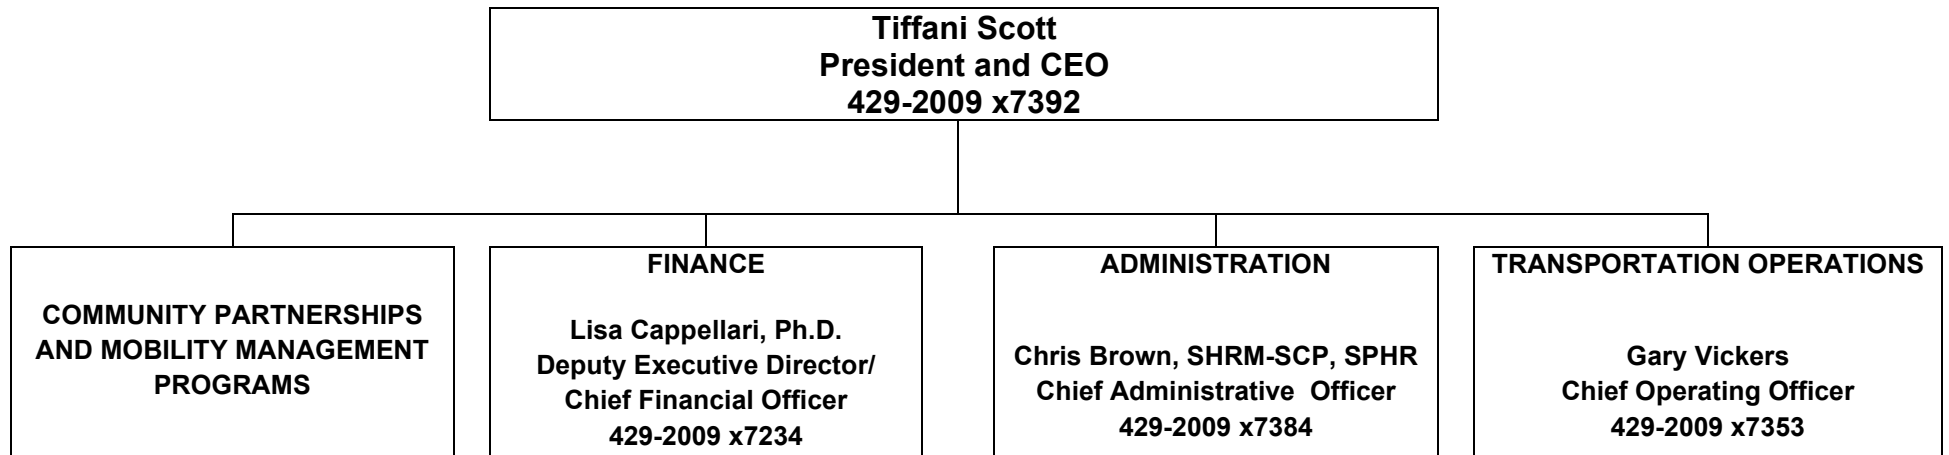 Tiffani Scott
President and CEO
429-2009 x7392
COMMUNITY PARTNERSHIPS
AND MOBILITY MANAGEMENT
PROGRAMS
FINANCE
Lisa Cappellari, Ph.D.
Deputy Executive Director/
Chief Financial Officer
429-2009 x7234
ADMINISTRATION
Chris Brown, SHRM-SCP, SPHR
Chief Administrative  Officer
429-2009 x7384
TRANSPORTATION OPERATIONS
Gary Vickers
Chief Operating Officer
429-2009 x7353